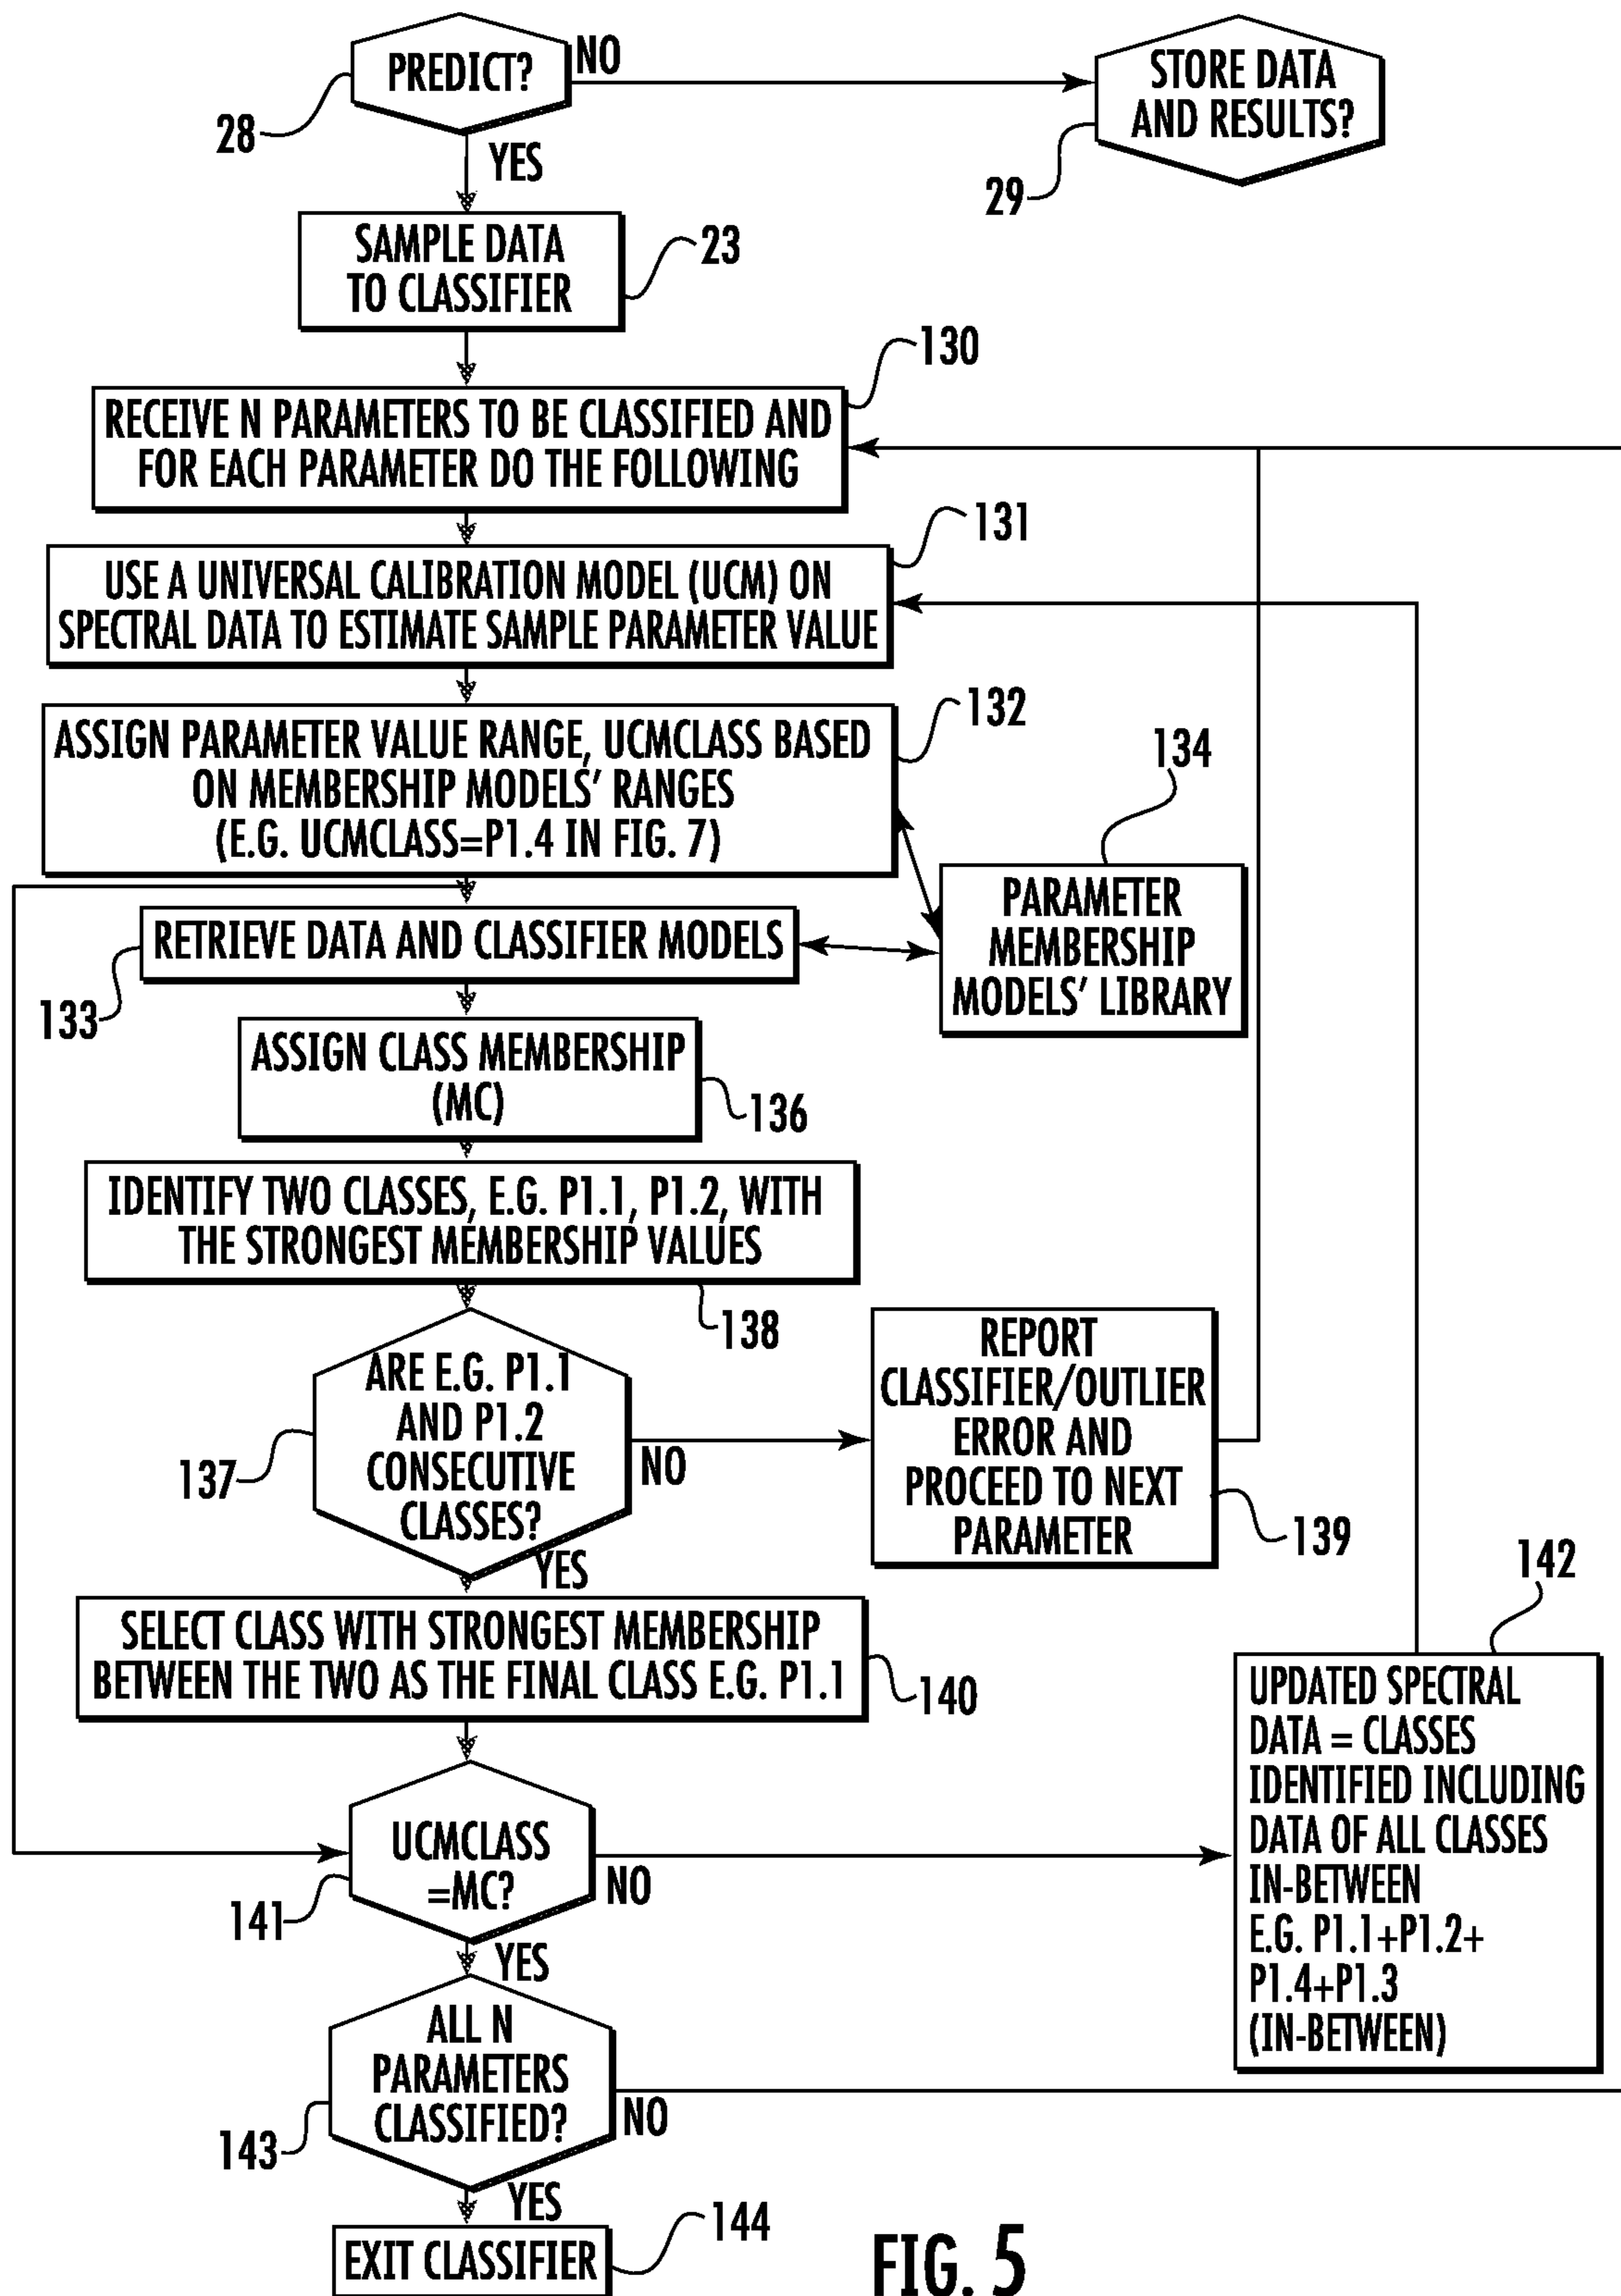 PREDICT?
NO
28
YES
STORE DATA
AND RESULTS?
29
SAMPLE DATA
TO CLASSIFIER
23
130
RECEIVE N PARAMETERS TO BE CLASSIFIED AND
FOR EACH PARAMETER DO THE FOLLOWING
131
USE A UNIVERSAL CALIBRATION MODEL (UCM) ON
SPECTRAL DATA TO ESTIMATE SAMPLE PARAMETER VALUE
132
ASSIGN PARAMETER VALUE RANGE, UCMCLASS BASED
ON MEMBERSHIP MODELS' RANGES
(E.G. UCMCLASS=P1.4 IN FIG. 7)
134
PARAMETER
MEMBERSHIP
MODELS' LIBRARY
RETRIEVE DATA AND CLASSIFIER MODELS
133
ASSIGN CLASS MEMBERSHIP
(MC)
136
IDENTIFY TWO CLASSES, E.G. P1.1, P1.2, WITH
THE STRONGEST MEMBERSHIP VALUES
138
ARE E.G. P1.1
AND P1.2
CONSECUTIVE
CLASSES?
137
NO
YES
REPORT
CLASSIFIER/OUTLIER
ERROR AND
PROCEED TO NEXT
PARAMETER
139
SELECT CLASS WITH STRONGEST MEMBERSHIP
BETWEEN THE TWO AS THE FINAL CLASS E.G. P1.1
140
142
UPDATED SPECTRAL
DATA = CLASSES
IDENTIFIED INCLUDING
DATA OF ALL CLASSES
IN-BETWEEN
E.G. P1.1+P1.2+
P1.4+P1.3
(IN-BETWEEN)
UCMCLASS
=MC?
141
NO
YES
ALL N
PARAMETERS
CLASSIFIED?
143
NO
YES
EXIT CLASSIFIER
144
FIG. 5